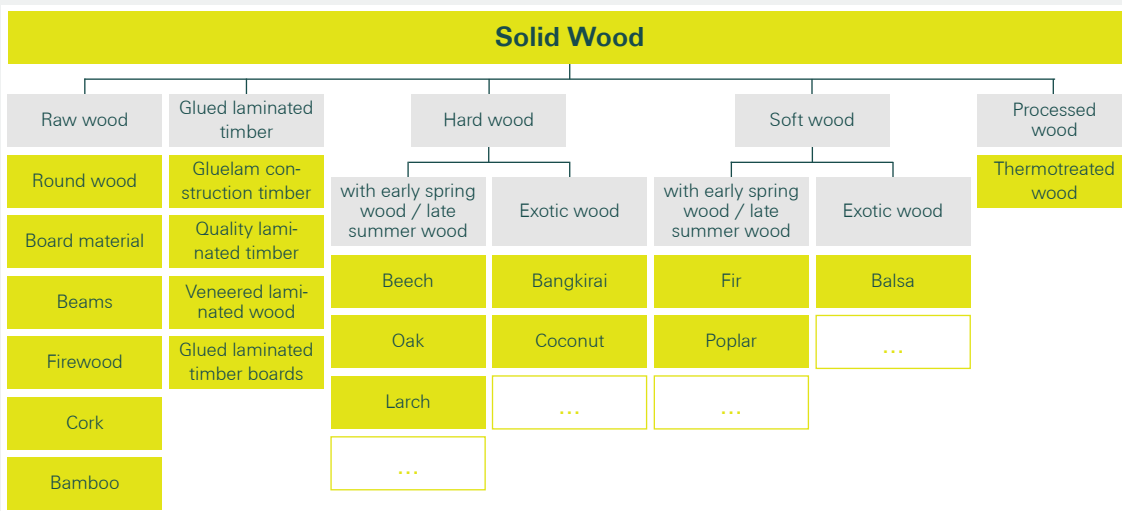 Solid Wood
Raw wood
Glued laminated
timber
Hard wood
Soft wood
Processed
wood
Round wood
Board material
Beams
Firewood
Cork
Bamboo
Gluelam con-
struction timber
Quality lami-
nated timber
Veneered lami-
nated wood
Glued laminated
timber boards
with early spring
wood / late
summer wood
Beech
Oak
Larch
...
Exotic wood
Bangkirai
Coconut
...
with early spring
wood / late
summer wood
Fir
Poplar
...
Exotic wood
Balsa
...
Thermotreated
wood